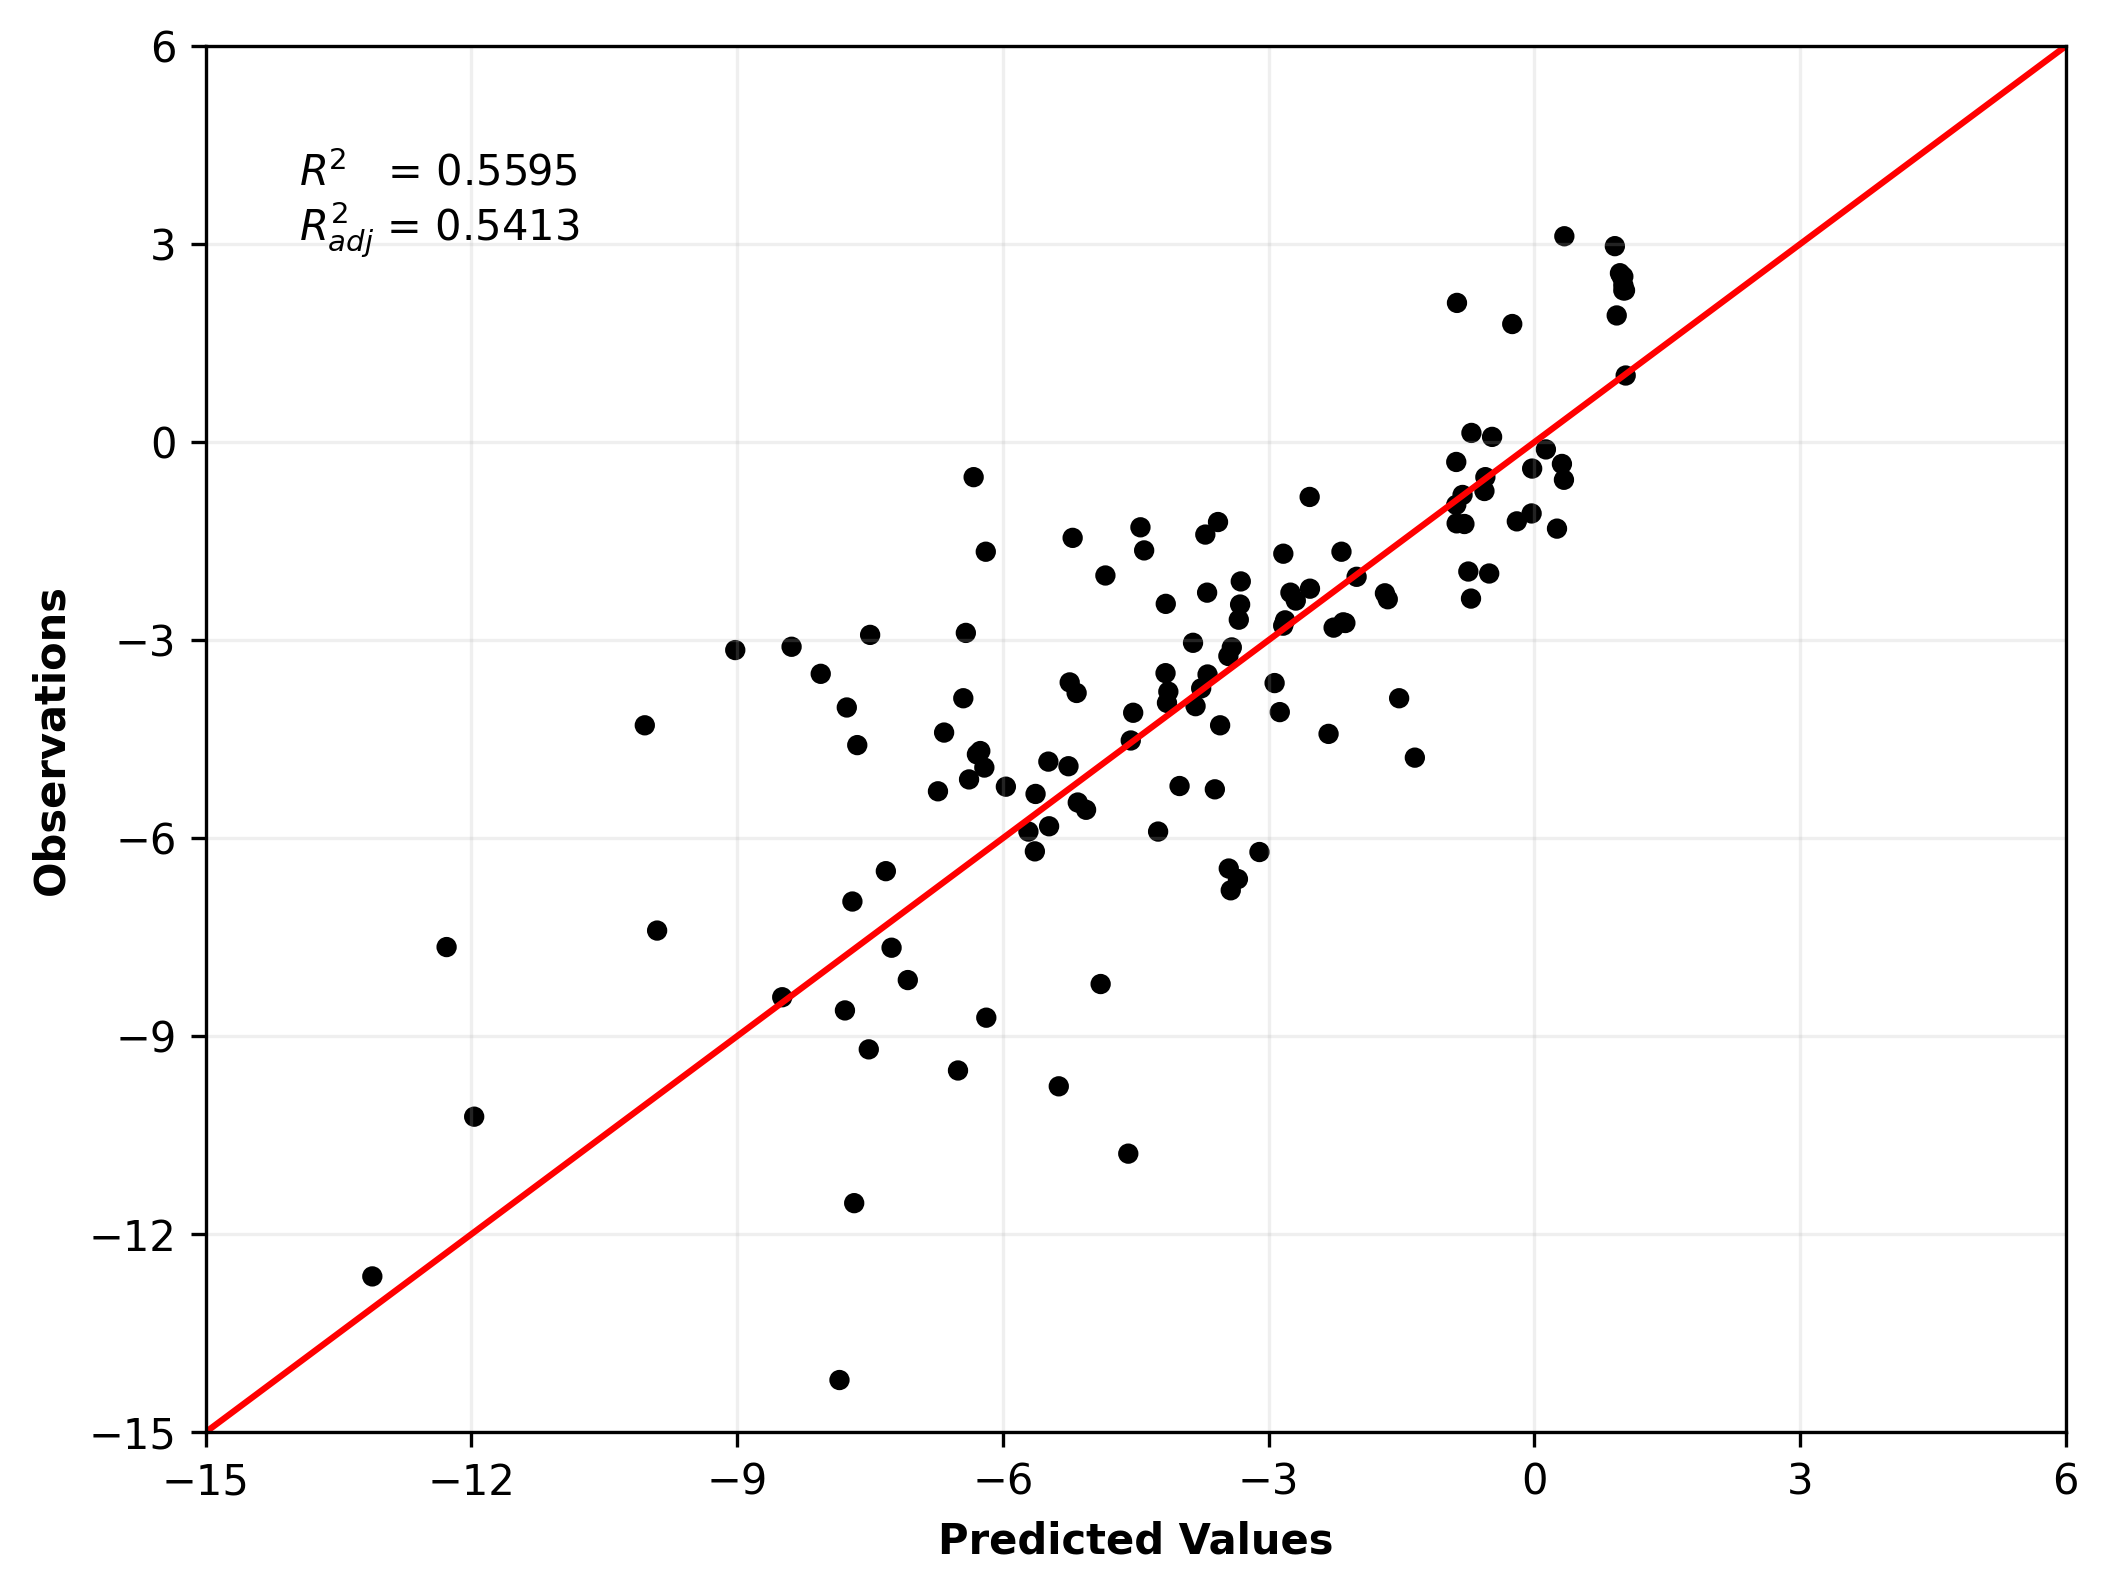 6
R² = 0.5595
R²adj = 0.5413
3
0
−3
−6
−9
−12
−15
Observations
−15 −12 −9 −6 −3 0 3 6
Predicted Values